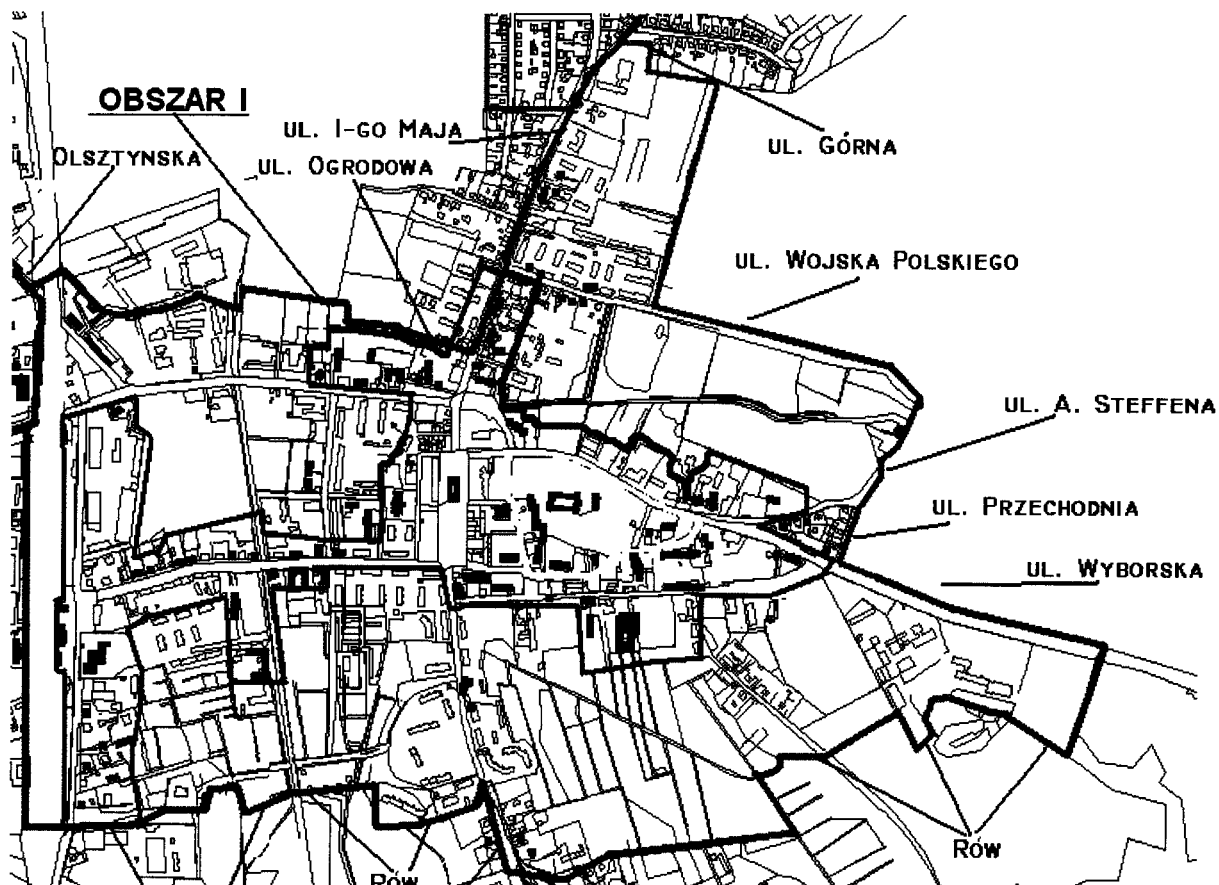 OBSZAR I
UL. I-GO MAJA
UL. GÓRNA
OLSZTYNSKA
UL. OGRODOWA
UL. WOJSKA POLSKIEGO
UL. A. STEFFENA
UL. PRZECHODNIA
UL. WYBORSKA
RÓW
RÓW